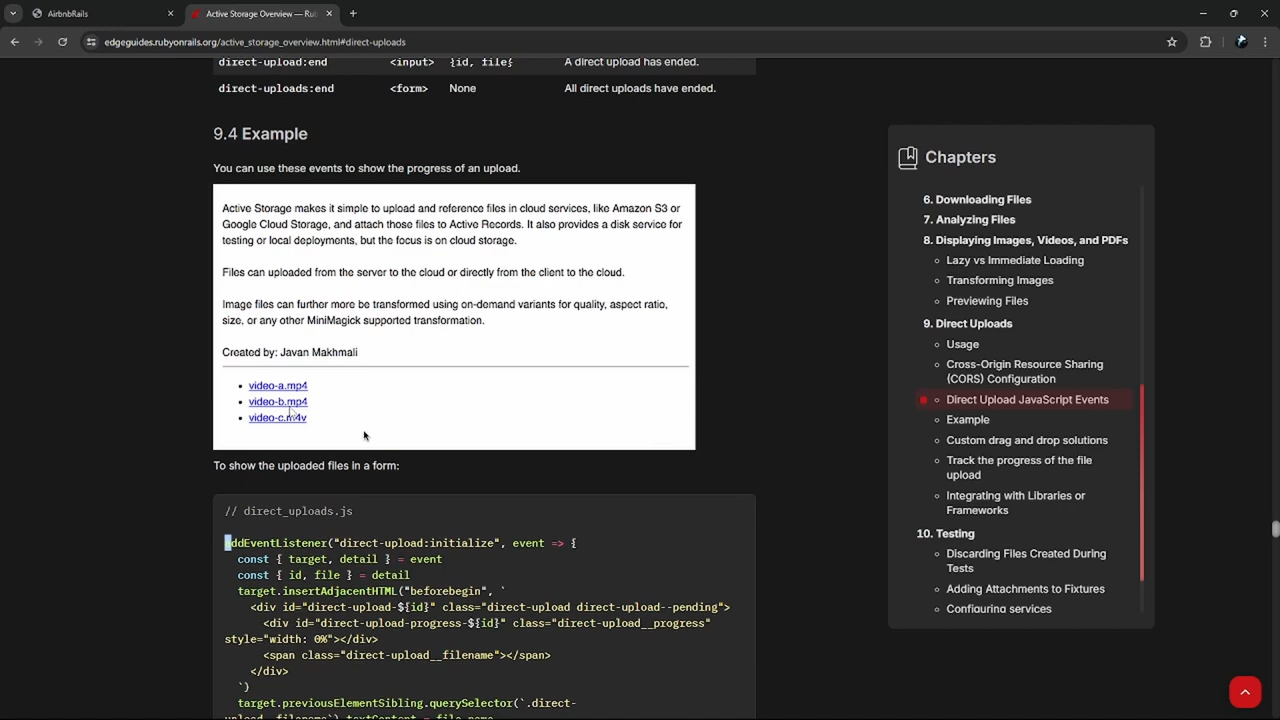 AirbnbRails
Active Storage Overview — Rub
edgeguides.rubyonrails.org/active_storage_overview.html#direct-uploads
direct-upload:end <input> {id, file} A direct upload has ended.
direct-uploads:end <form> None All direct uploads have ended.
9.4 Example
You can use these events to show the progress of an upload.
Active Storage makes it simple to upload and reference files in cloud services, like Amazon S3 or
Google Cloud Storage, and attach those files to Active Records. It also provides a disk service for
testing or local deployments, but the focus is on cloud storage.
Files can uploaded from the server to the cloud or directly from the client to the cloud.
Image files can further more be transformed using on-demand variants for quality, aspect ratio,
size, or any other MiniMagick supported transformation.
Created by: Javan Makhmali
• video-a.mp4
• video-b.mp4
• video-c.m4v
To show the uploaded files in a form:
// direct_uploads.js
addEventListener("direct-upload:initialize", event => {
const { target, detail } = event
const { id, file } = detail
target.insertAdjacentHTML("beforebegin", `
<div id="direct-upload-${id}" class="direct-upload direct-upload--pending">
<div id="direct-upload-progress-${id}" class="direct-upload__progress"
style="width: 0%"></div>
<span class="direct-upload__filename"></span>
</div>
`)
target.previousElementSibling.querySelector(`.direct-
upload__filename`).textContent = file.name
Chapters
6. Downloading Files
7. Analyzing Files
8. Displaying Images, Videos, and PDFs
Lazy vs Immediate Loading
Transforming Images
Previewing Files
9. Direct Uploads
Usage
Cross-Origin Resource Sharing
(CORS) Configuration
Direct Upload JavaScript Events
Example
Custom drag and drop solutions
Track the progress of the file
upload
Integrating with Libraries or
Frameworks
10. Testing
Discarding Files Created During
Tests
Adding Attachments to Fixtures
Configuring services